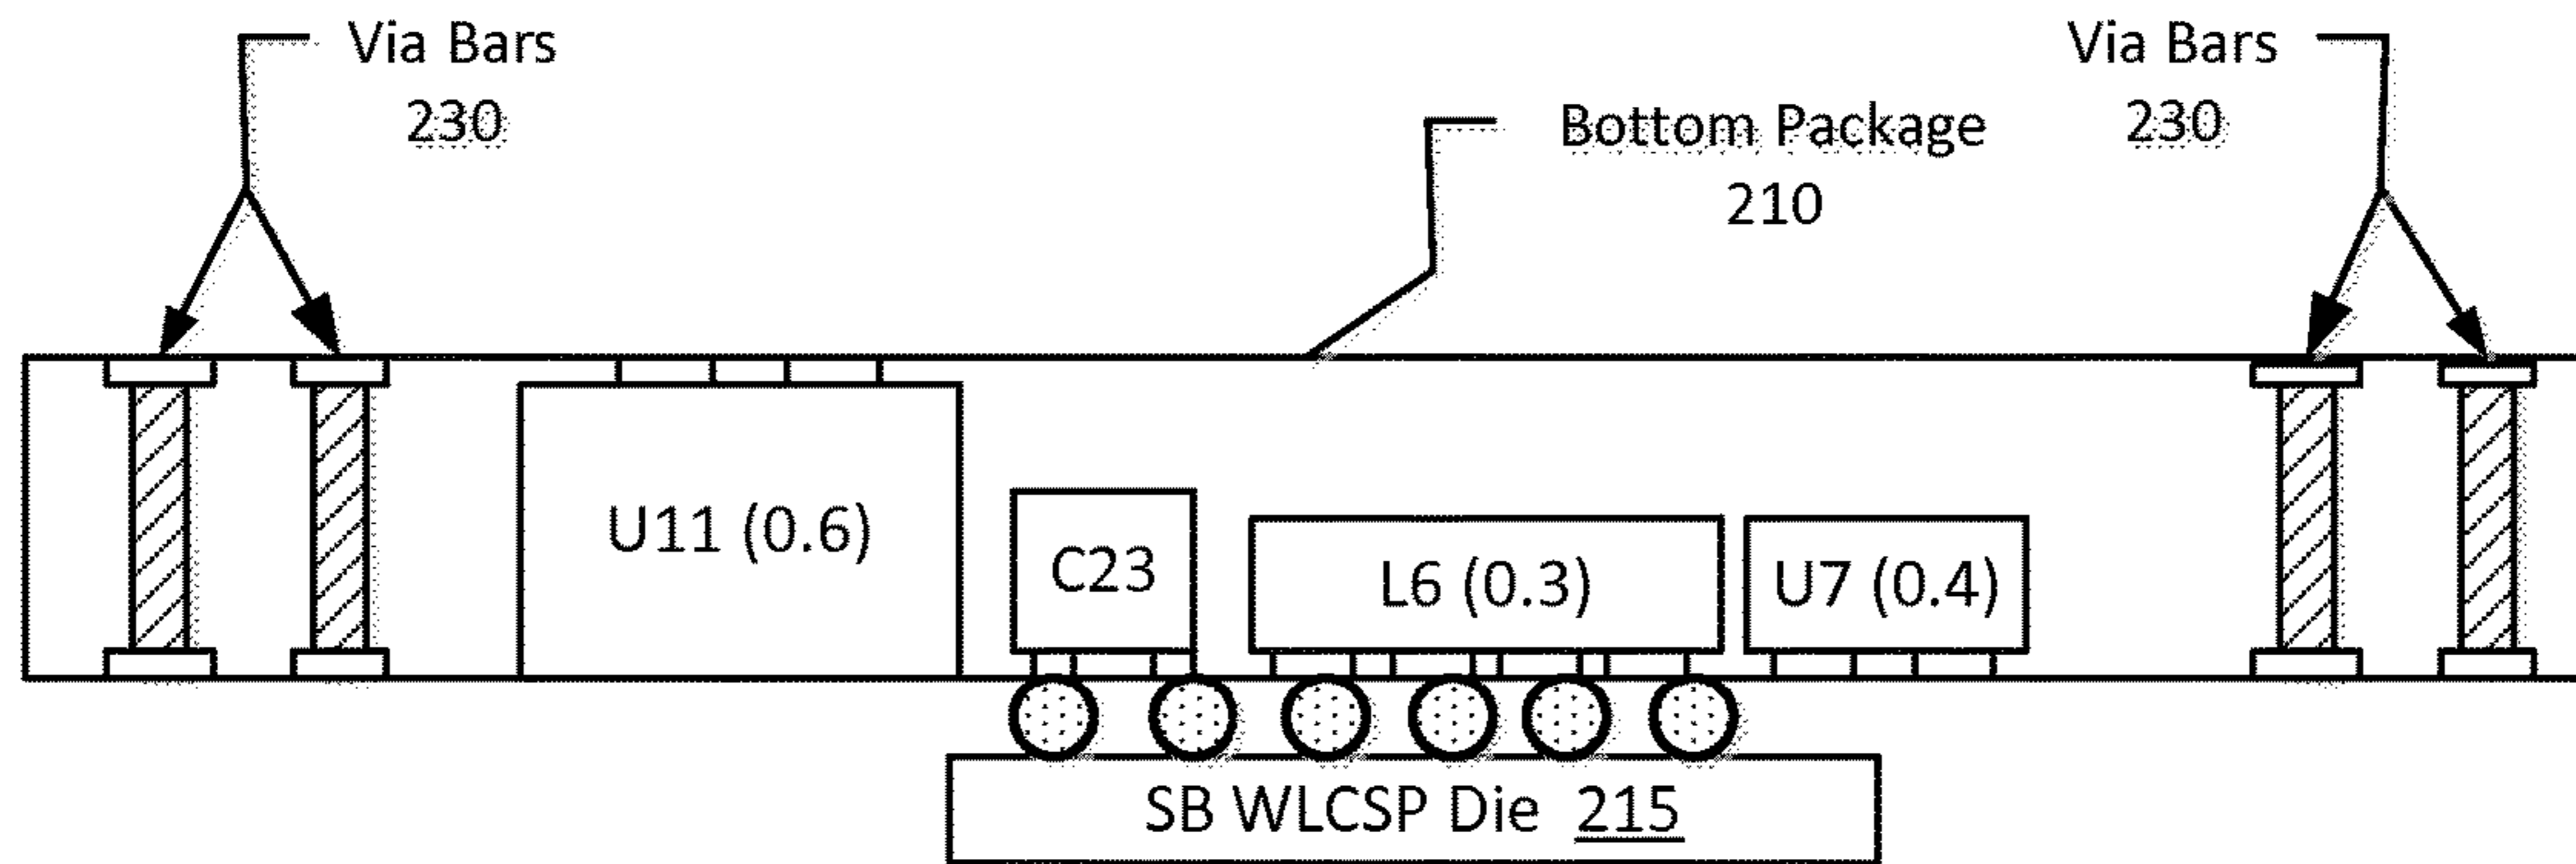 Via Bars
230
Via Bars
230
Bottom Package
210
U11 (0.6)
C23
L6 (0.3)
U7 (0.4)
SB WLCSP Die 215